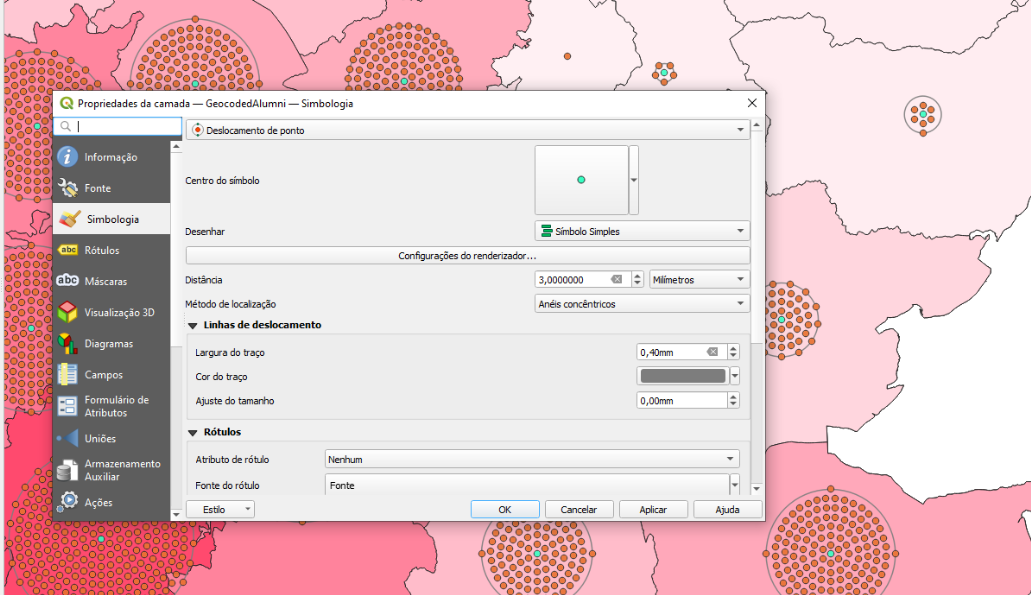 Propriedades da camada — GeocodedAlumni — Simbologia
Informação
Fonte
Simbologia
abc Rótulos
abc Máscaras
Visualização 3D
Diagramas
Campos
Formulário de
Atributos
Uniões
Armazenamento
Auxiliar
Ações
Deslocamento de ponto
Centro do símbolo
Desenhar
Símbolo Simples
Configurações do renderizador...
Distância
3,0000000
Milímetros
Método de localização
Anéis concêntricos
Linhas de deslocamento
Largura do traço
0,40mm
Cor do traço
Ajuste do tamanho
0,00mm
Rótulos
Atributo de rótulo
Nenhum
Fonte do rótulo
Fonte
Estilo
OK
Cancelar
Aplicar
Ajuda